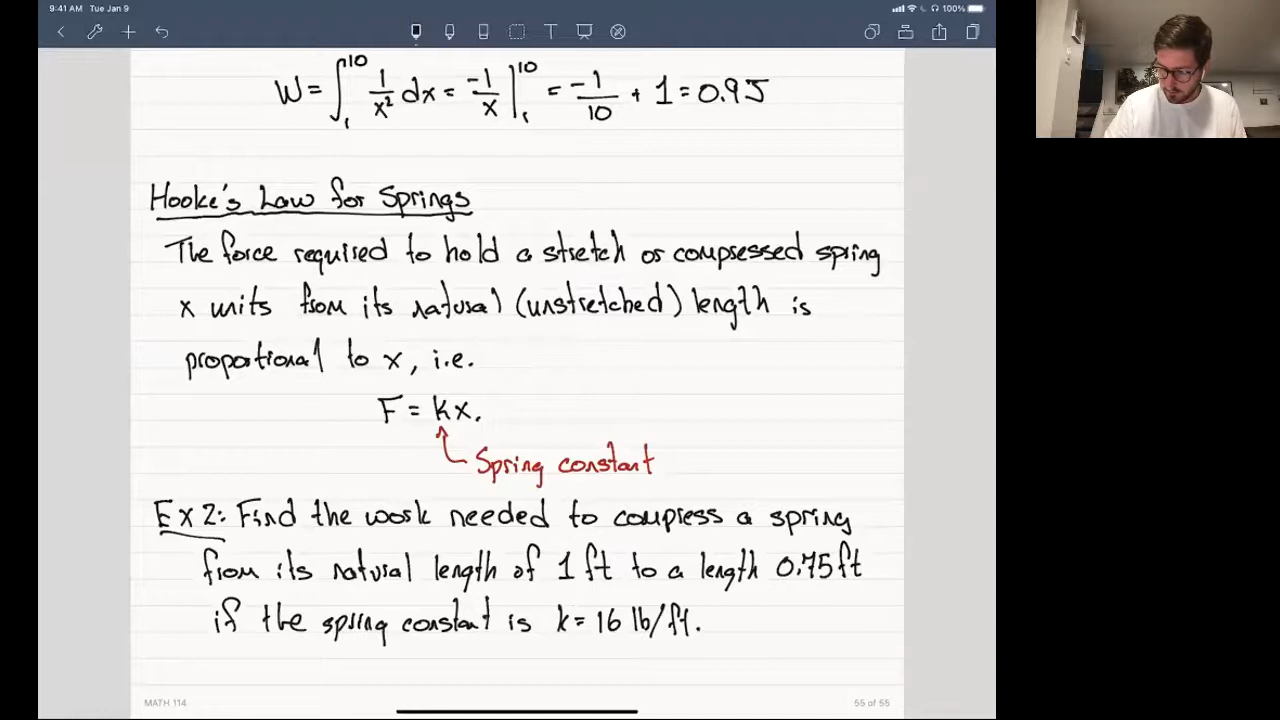 9:41 AM Tue Jan 9
100%
W = ∫₁¹⁰ 1/x² dx = -1/x |₁¹⁰ = -1/10 + 1 = 0.9J
Hooke's Law for Springs
The force required to hold a stretch or compressed spring
x units from its natural (unstretched) length is
proportional to x, i.e.
F = kx.
Spring constant
Ex 2: Find the work needed to compress a spring
from its natural length of 1 ft to a length 0.75ft
if the spring constant is k = 16 lb/ft.
MATH 114
55 of 55